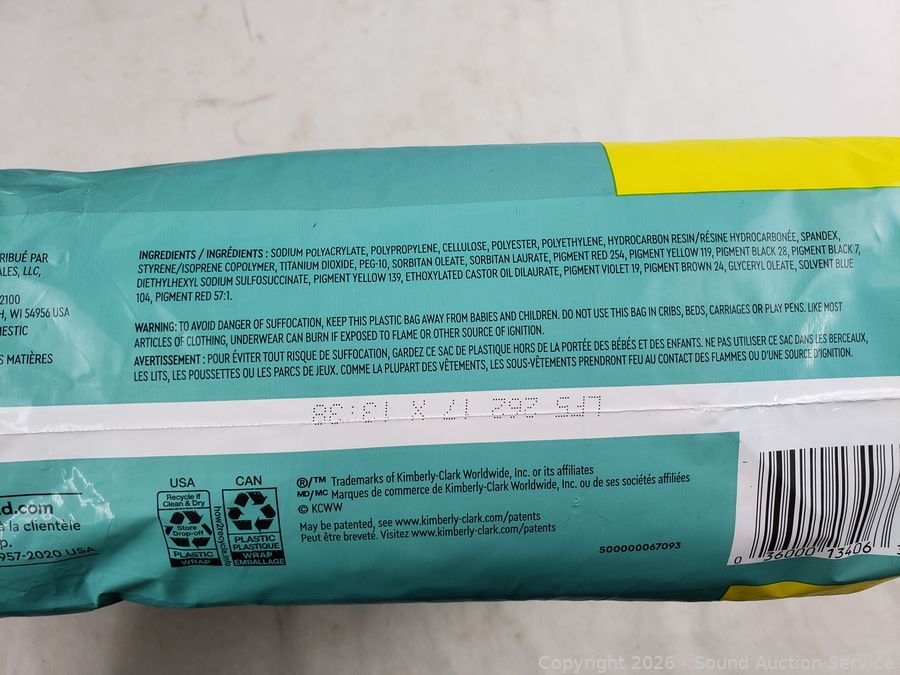 RIBUÉ PAR
ALES, LLC,
2100
H, WI 54956 USA
MESTIC
S MATIÈRES
INGREDIENTS / INGRÉDIENTS : SODIUM POLYACRYLATE, POLYPROPYLENE, CELLULOSE, POLYESTER, POLYETHYLENE, HYDROCARBON RESIN/RÉSINE HYDROCARBONÉE, SPANDEX,
STYRENE/ISOPRENE COPOLYMER, TITANIUM DIOXIDE, PEG-10, SORBITAN OLEATE, SORBITAN LAURATE, PIGMENT RED 254, PIGMENT YELLOW 119, PIGMENT BLACK 28, PIGMENT BLACK 7,
DIETHYLHEXYL SODIUM SULFOSUCCINATE, PIGMENT YELLOW 139, ETHOXYLATED CASTOR OIL DILAURATE, PIGMENT VIOLET 19, PIGMENT BROWN 24, GLYCERYL OLEATE, SOLVENT BLUE
104, PIGMENT RED 57:1.
WARNING: TO AVOID DANGER OF SUFFOCATION, KEEP THIS PLASTIC BAG AWAY FROM BABIES AND CHILDREN. DO NOT USE THIS BAG IN CRIBS, BEDS, CARRIAGES OR PLAY PENS. LIKE MOST
ARTICLES OF CLOTHING, UNDERWEAR CAN BURN IF EXPOSED TO FLAME OR OTHER SOURCE OF IGNITION.
AVERTISSEMENT : POUR ÉVITER TOUT RISQUE DE SUFFOCATION, GARDEZ CE SAC DE PLASTIQUE HORS DE LA PORTÉE DES BÉBÉS ET DES ENFANTS. NE PAS UTILISER CE SAC DANS LES BERCEAUX,
LES LITS, LES POUSSETTES OU LES PARCS DE JEUX. COMME LA PLUPART DES VÊTEMENTS, LES SOUS-VÊTEMENTS PRENDRONT FEU AU CONTACT DES FLAMMES OU D'UNE SOURCE D'IGNITION.
LF5 262 17 X 13:38
d.com
à la clientèle
p.
957-2020 USA
USA
Recycle if
Clean & Dry
Store
Drop-off
PLASTIC
WRAP
how2recycle.info
CAN
PLASTIC
PLASTIQUE
WRAP
EMBALLAGE
®/™ Trademarks of Kimberly-Clark Worldwide, Inc. or its affiliates
MD/MC Marques de commerce de Kimberly-Clark Worldwide, Inc. ou de ses sociétés affiliées
© KCWW
May be patented, see www.kimberly-clark.com/patents
Peut être breveté. Visitez www.kimberly-clark.com/patents
500000067093
0 36000 13406 3
Copyright 2026 - Sound Auction Service